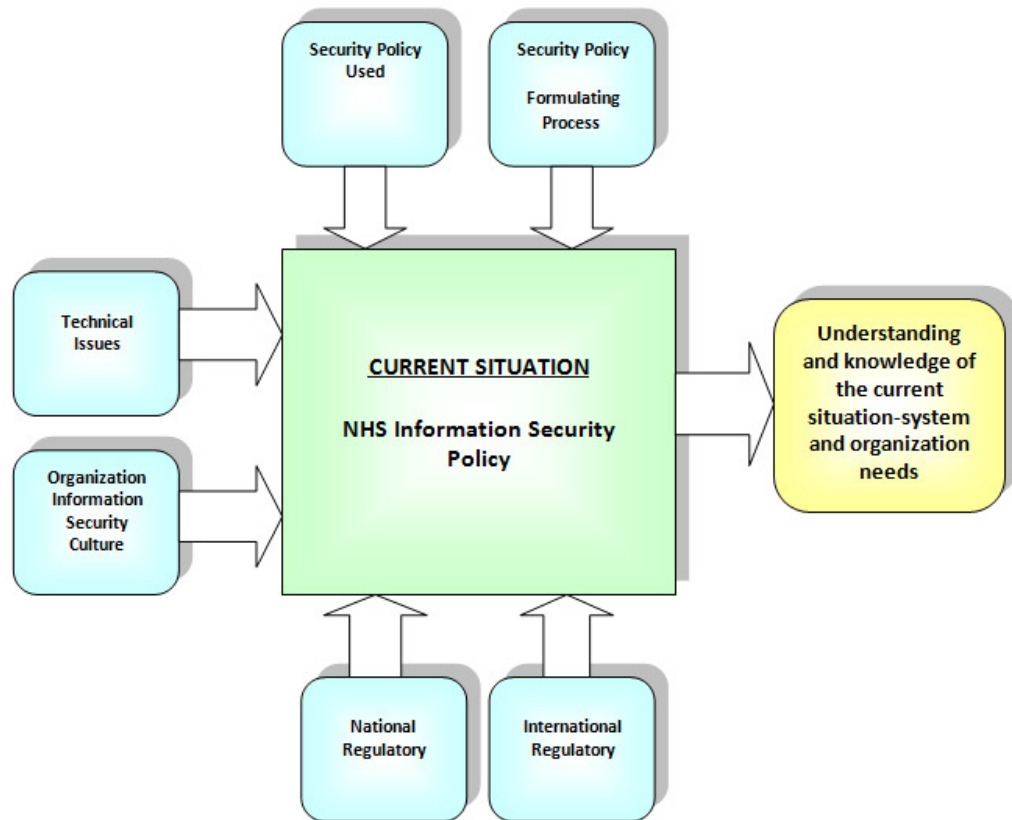 Security Policy
Used
Security Policy
Formulating
Process
Technical
Issues
Organization
Information
Security
Culture
CURRENT SITUATION
NHS Information Security
Policy
Understanding
and knowledge of
the current
situation-system
and organization
needs
National
Regulatory
International
Regulatory